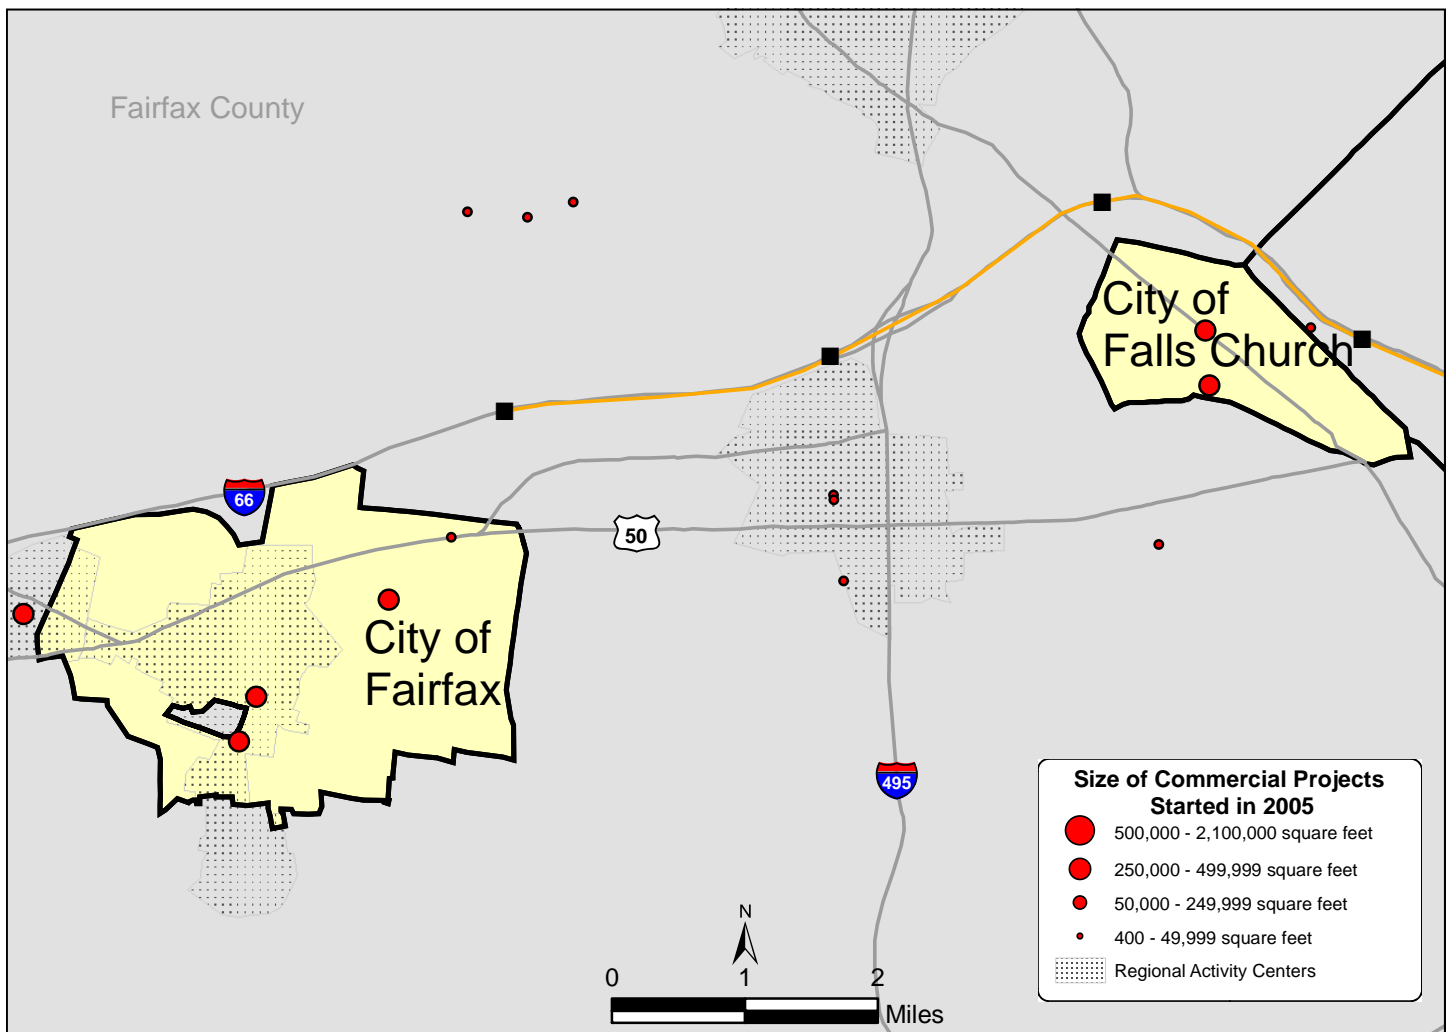 Fairfax County
City of
Falls Church
66
50
City of
Fairfax
495
Size of Commercial Projects
Started in 2005
500,000 - 2,100,000 square feet
250,000 - 499,999 square feet
50,000 - 249,999 square feet
400 - 49,999 square feet
Regional Activity Centers
N
0 1 2
Miles